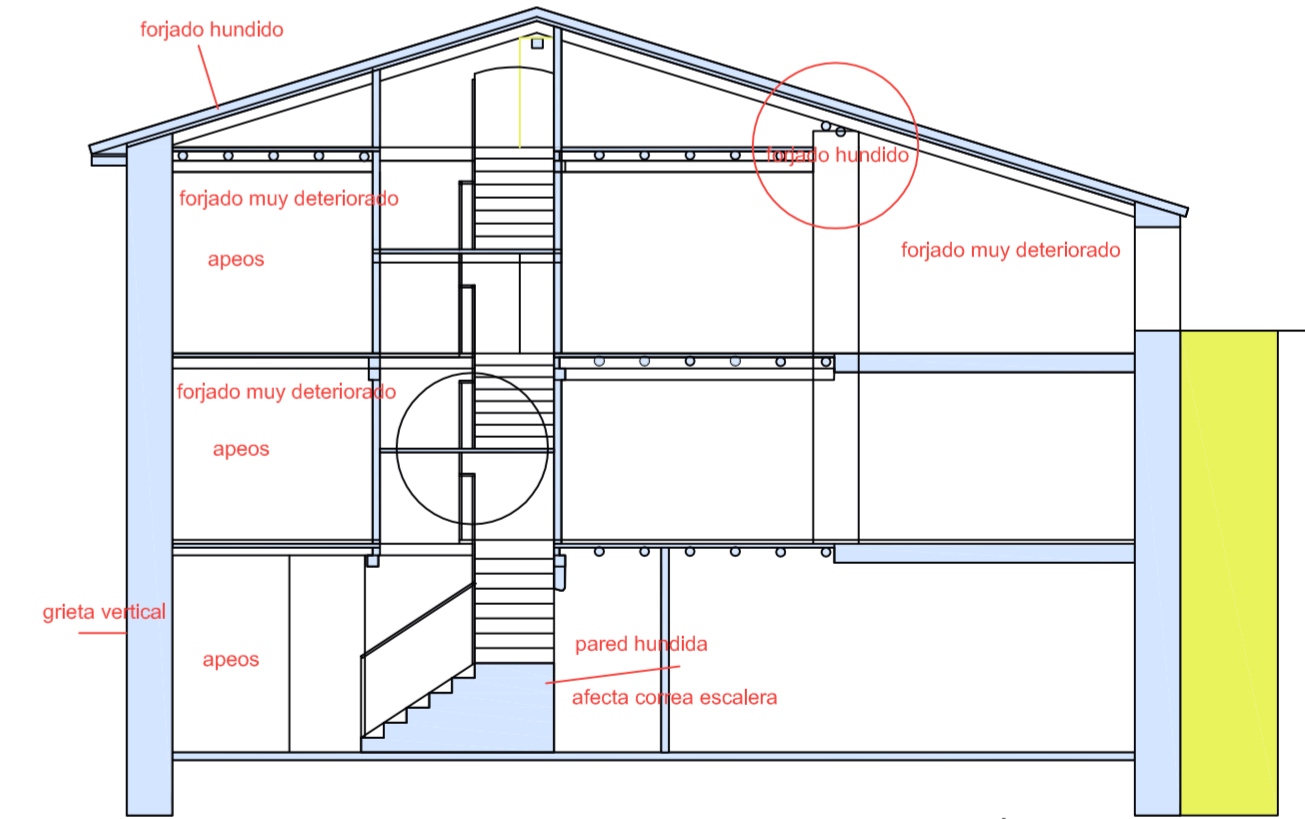 forjado hundido
forjado hundido
forjado muy deteriorado
forjado muy deteriorado
apeos
forjado muy deteriorado
apeos
grieta vertical
pared hundida
apeos
afecta correa escalera